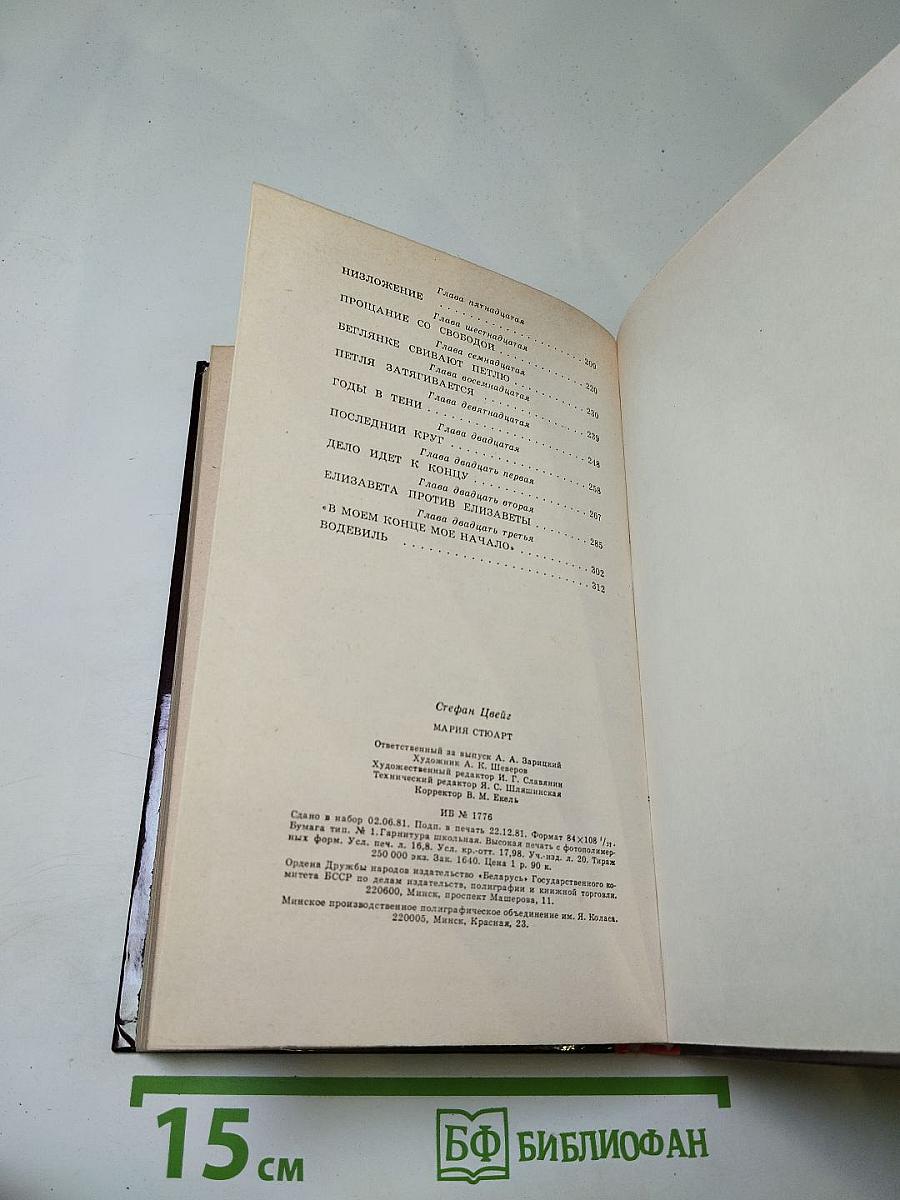 Глава пятнадцатая
НИЗЛОЖЕНИЕ . . . . . . . . . . . . 200
Глава шестнадцатая
ПРОЩАНИЕ СО СВОБОДОЙ . . . . . . . . . . . . 220
Глава семнадцатая
БЕГЛЯНКЕ СВИВАЮТ ПЕТЛЮ . . . . . . . . . . . . 230
Глава восемнадцатая
ПЕТЛЯ ЗАТЯГИВАЕТСЯ . . . . . . . . . . . . 239
Глава девятнадцатая
ГОДЫ В ТЕНИ . . . . . . . . . . . . 248
Глава двадцатая
ПОСЛЕДНИЙ КРУГ . . . . . . . . . . . . 258
Глава двадцать первая
ДЕЛО ИДЕТ К КОНЦУ . . . . . . . . . . . . 267
Глава двадцать вторая
ЕЛИЗАВЕТА ПРОТИВ ЕЛИЗАВЕТЫ . . . . . . . . . . . . 285
Глава двадцать третья
«В МОЕМ КОНЦЕ МОЕ НАЧАЛО» . . . . . . . . . . . . 302
ВОДЕВИЛЬ . . . . . . . . . . . . 312
Стефан Цвейг
МАРИЯ СТЮАРТ
Ответственный за выпуск А. А. Зарицкий
Художник А. К. Шеверов
Художественный редактор И. Г. Славянин
Технический редактор Я. С. Шляшинская
Корректор В. М. Екель
ИБ № 1776
Сдано в набор 02.06.81. Подп. в печать 22.12.81. Формат 84×108 1/32.
Бумага тип. № 1. Гарнитура школьная. Высокая печать с фотополимер-
ных форм. Усл. печ. л. 16,8. Усл. кр.-отт. 17,98. Уч.-изд. л. 20. Тираж
250 000 экз. Зак. 1640. Цена 1 р. 90 к.
Ордена Дружбы народов издательство «Беларусь» Государственного ко-
митета БССР по делам издательств, полиграфии и книжной торговли.
220600, Минск, проспект Машерова, 11.
Минское производственное полиграфическое объединение им. Я. Коласа.
220005, Минск, Красная, 23.
15 см
БФ БИБЛИОФАН